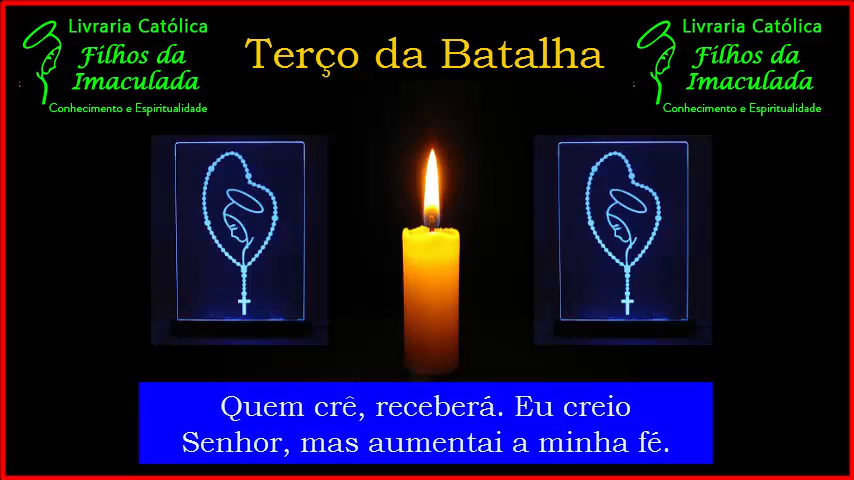 Livraria Católica
Filhos da
Imaculada
Conhecimento e Espiritualidade
Terço da Batalha
Livraria Católica
Filhos da
Imaculada
Conhecimento e Espiritualidade
Quem crê, receberá. Eu creio
Senhor, mas aumentai a minha fé.